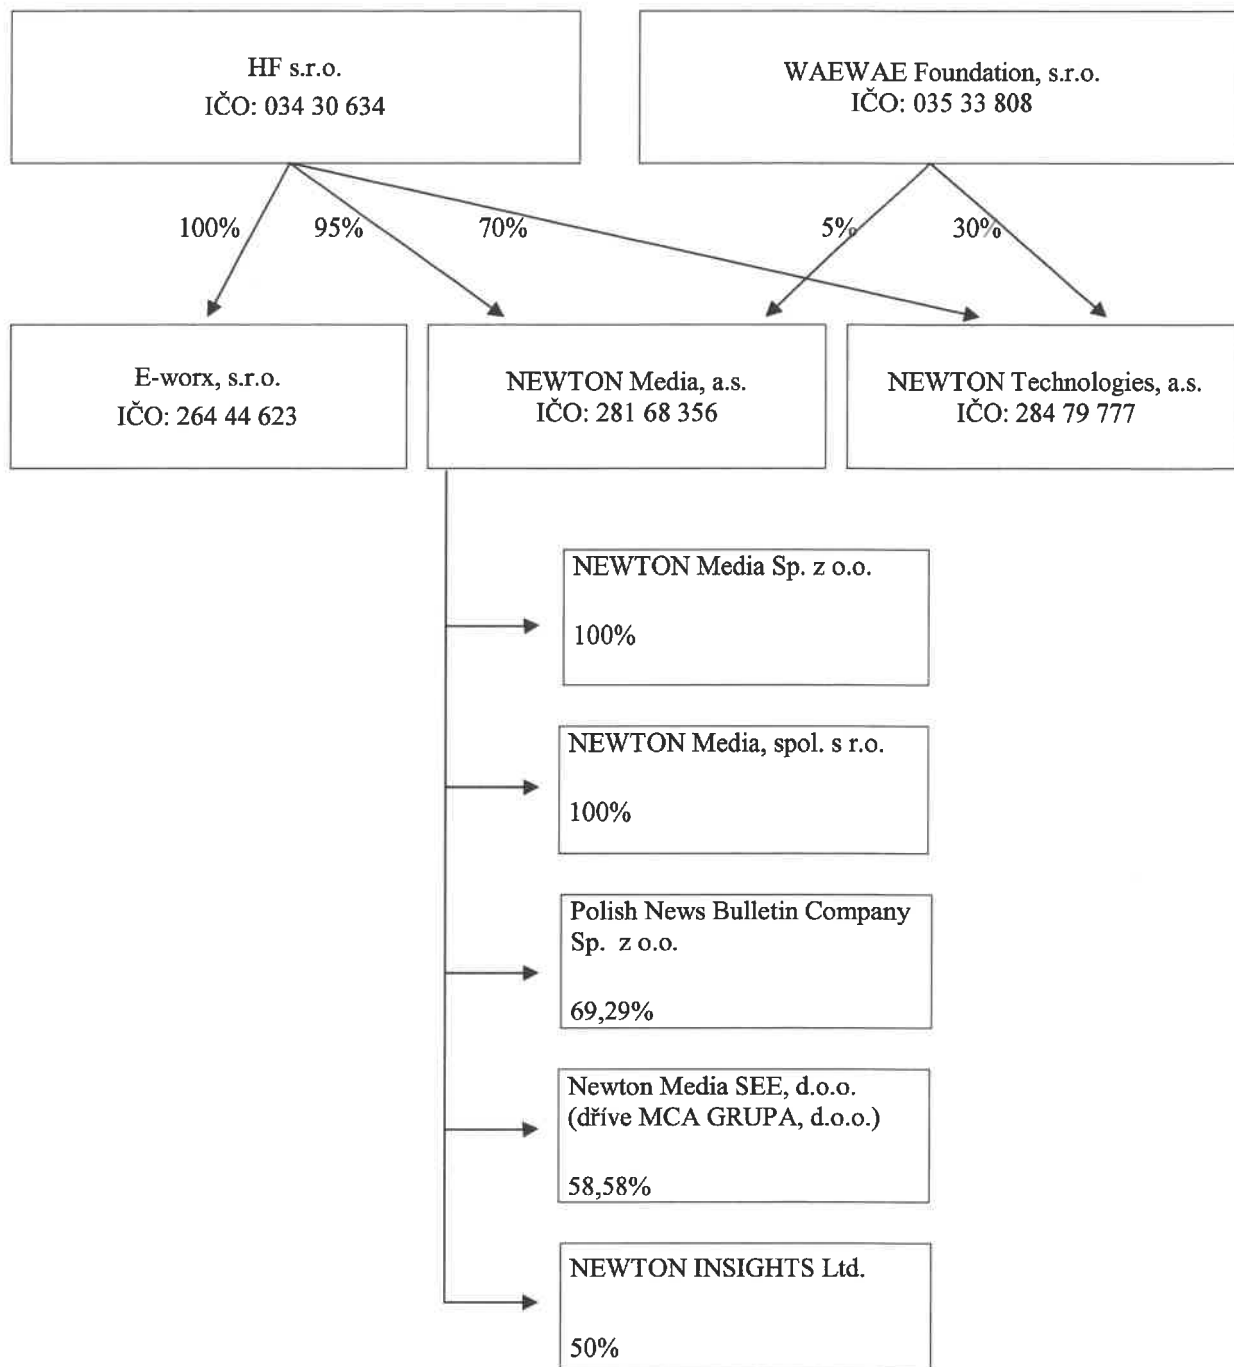 HF s.r.o.
IČO: 034 30 634
WAEWAE Foundation, s.r.o.
IČO: 035 33 808
100%
95%
70%
5%
30%
E-worx, s.r.o.
IČO: 264 44 623
NEWTON Media, a.s.
IČO: 281 68 356
NEWTON Technologies, a.s.
IČO: 284 79 777
NEWTON Media Sp. z o.o.
100%
NEWTON Media, spol. s r.o.
100%
Polish News Bulletin Company
Sp. z o.o.
69,29%
Newton Media SEE, d.o.o.
(dříve MCA GRUPA, d.o.o.)
58,58%
NEWTON INSIGHTS Ltd.
50%